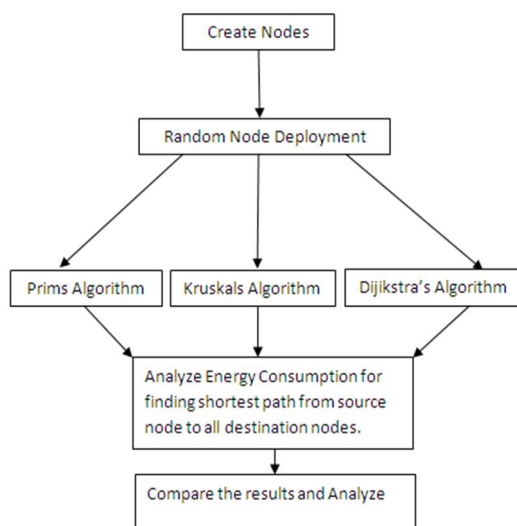 Create Nodes
Random Node Deployment
Prims Algorithm
Kruskals Algorithm
Dijikstra's Algorithm
Analyze Energy Consumption for
finding shortest path from source
node to all destination nodes.
Compare the results and Analyze